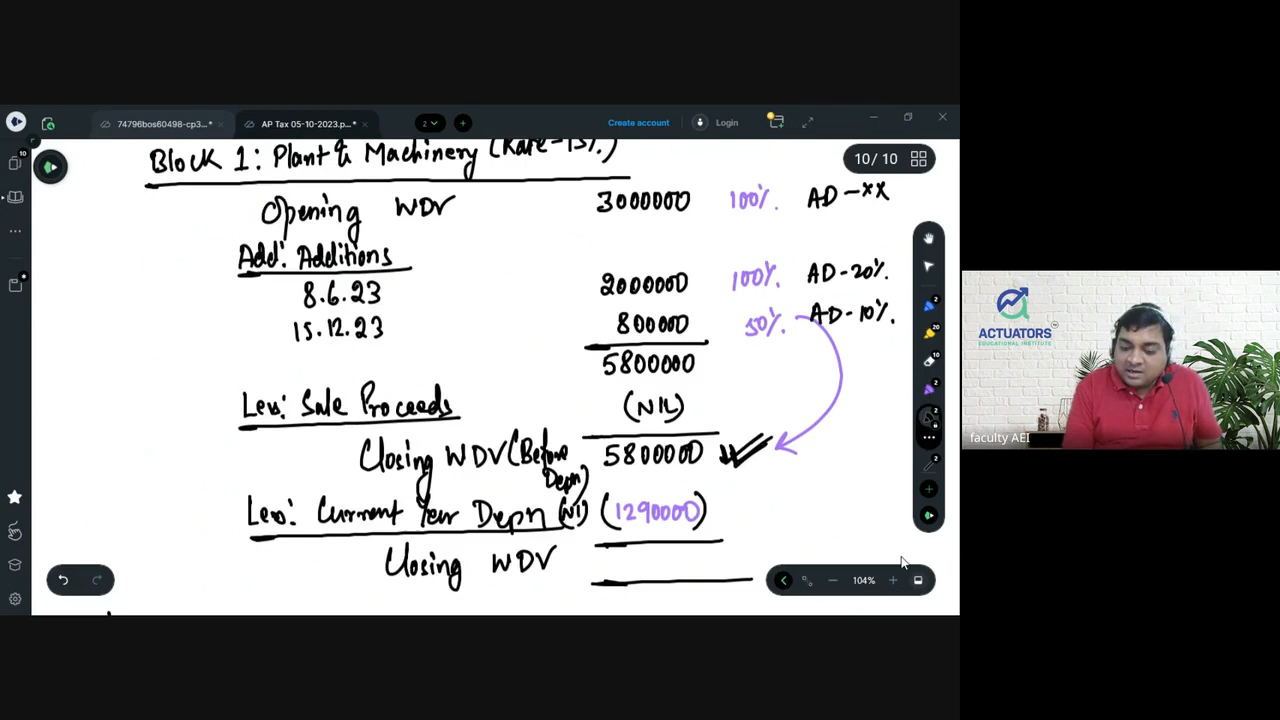 74796bos60498-cp3...*
AP Tax 05-10-2023.p...*
2
Create account
Login
Block 1: Plant & Machinery (Rate-15%)
10 / 10
Opening WDV 3000000 100%. AD-xx
Add: Additions
8.6.23 2000000 100%. AD-20%.
15.12.23 800000 50%. AD-10%.
5800000
Less: Sale Proceeds (NIL)
Closing WDV (Before Depn) 5800000
Less: Current Year Depn (N1) (1290000)
Closing WDV
104%
ACTUATORS
EDUCATIONAL INSTITUTE
faculty AEI